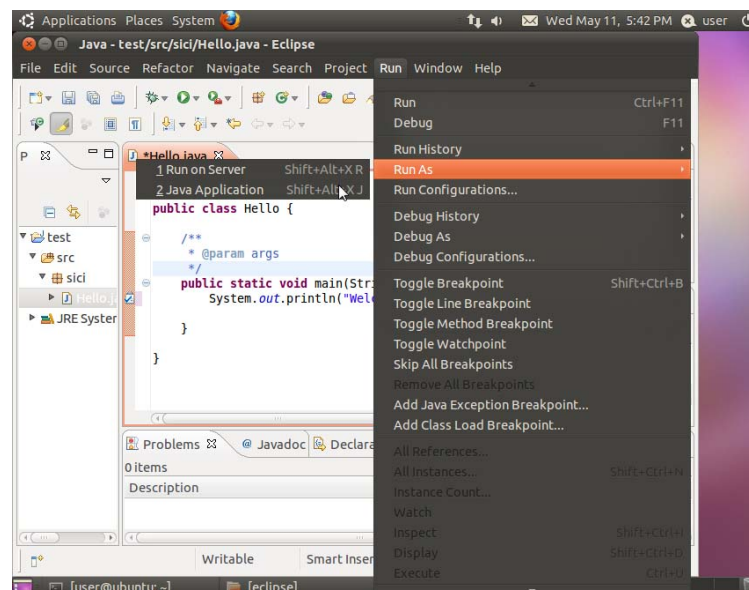 Applications Places System Wed May 11, 5:42 PM user
Java - test/src/sici/Hello.java - Eclipse
File Edit Source Refactor Navigate Search Project Run Window Help
Run Ctrl+F11
Debug F11
Run History
Run As
Run Configurations...
Debug History
Debug As
Debug Configurations...
Toggle Breakpoint Shift+Ctrl+B
Toggle Line Breakpoint
Toggle Method Breakpoint
Toggle Watchpoint
Skip All Breakpoints
Remove All Breakpoints
Add Java Exception Breakpoint...
Add Class Load Breakpoint...
All References...
All Instances... Shift+Ctrl+N
Instance Count...
Watch
Inspect Shift+Ctrl+I
Display Shift+Ctrl+D
Execute Ctrl+U
1 Run on Server Shift+Alt+X R
2 Java Application Shift+Alt+X J
P
test
src
sici
Hello.j
JRE Syster
*Hello.java
public class Hello {
/**
* @param args
*/
public static void main(Stri
System.out.println("Wel
}
}
Problems @ Javadoc Declara
0 items
Description
Writable Smart Inser
[user@ubuntu: ~] [eclipse]